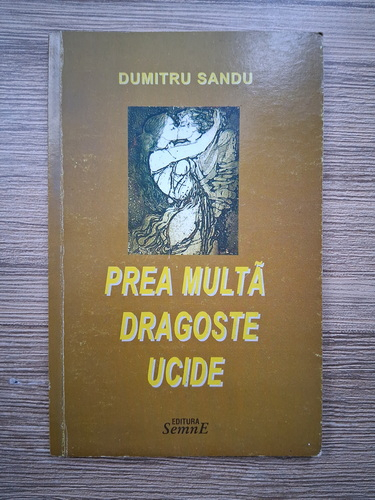 DUMITRU SANDU
PREA MULTĂ
DRAGOSTE
UCIDE
EDITURA
SemnE